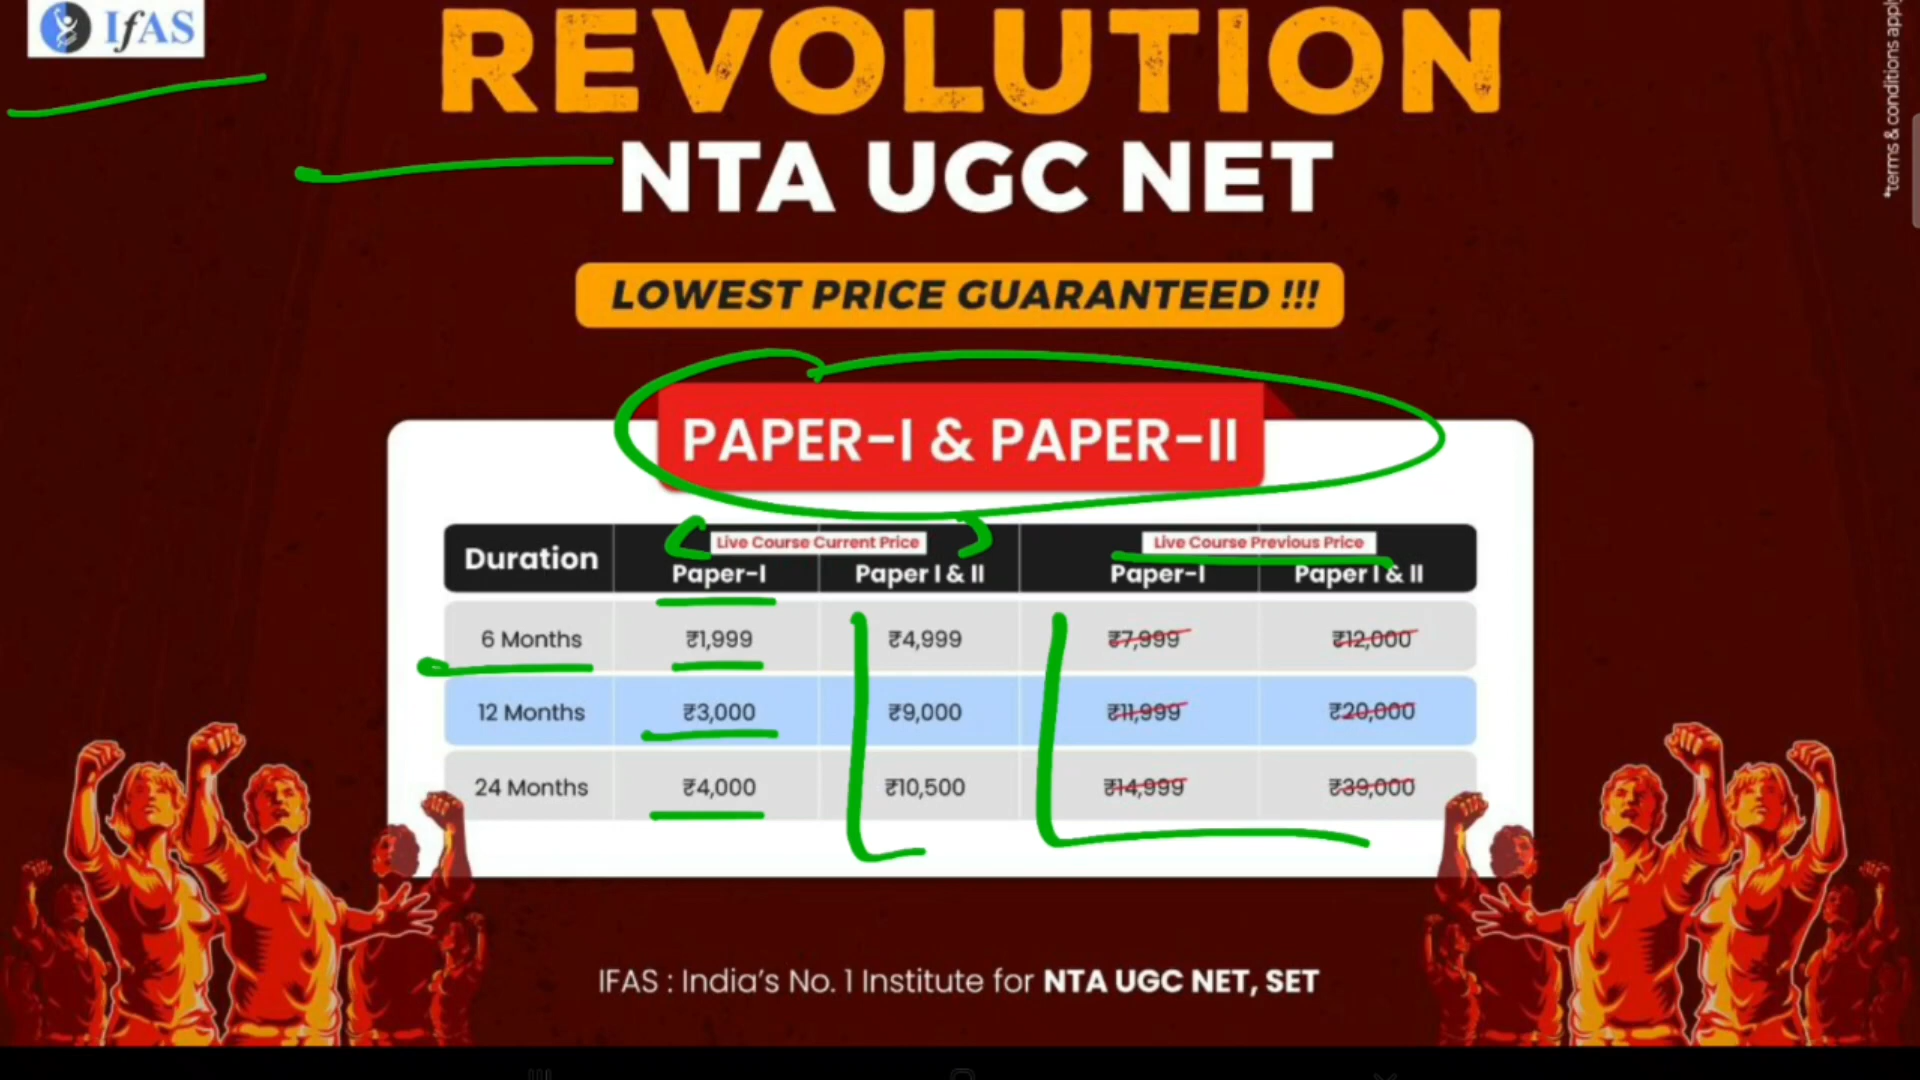 IfAS
REVOLUTION
NTA UGC NET
*terms & conditions apply
LOWEST PRICE GUARANTEED !!!
PAPER-I & PAPER-II
Live Course Current Price
Live Course Previous Price
Duration Paper-I Paper I & II Paper-I Paper I & II
6 Months ₹1,999 ₹4,999 ₹7,999 ₹12,000
12 Months ₹3,000 ₹9,000 ₹11,999 ₹20,000
24 Months ₹4,000 ₹10,500 ₹14,999 ₹39,000
IFAS : India's No. 1 Institute for NTA UGC NET, SET